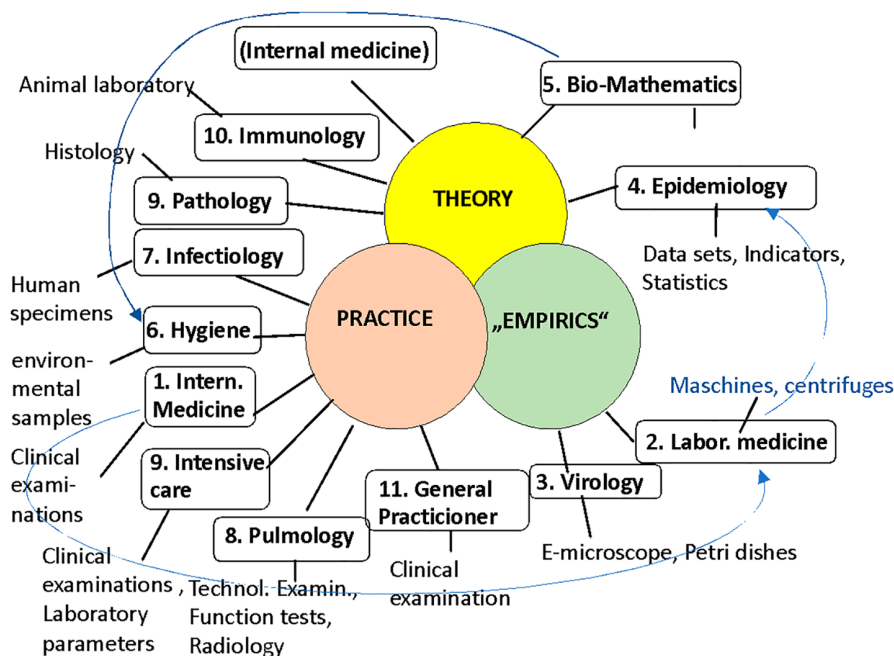 (Internal medicine)
5. Bio-Mathematics
Animal laboratory
10. Immunology
Histology
THEORY
4. Epidemiology
9. Pathology
7. Infectiology
Data sets, Indicators,
Statistics
Human
specimens
6. Hygiene
PRACTICE
„EMPIRICS“
environ-
mental
samples
1. Intern.
Medicine
Maschines, centrifuges
2. Labor. medicine
Clinical
exami-
nations
9. Intensive
care
11. General
Practicioner
3. Virology
8. Pulmology
E-microscope, Petri dishes
Clinical
examinations ,
Laboratory
parameters
Technol. Examin.,
Function tests,
Radiology
Clinical
examination